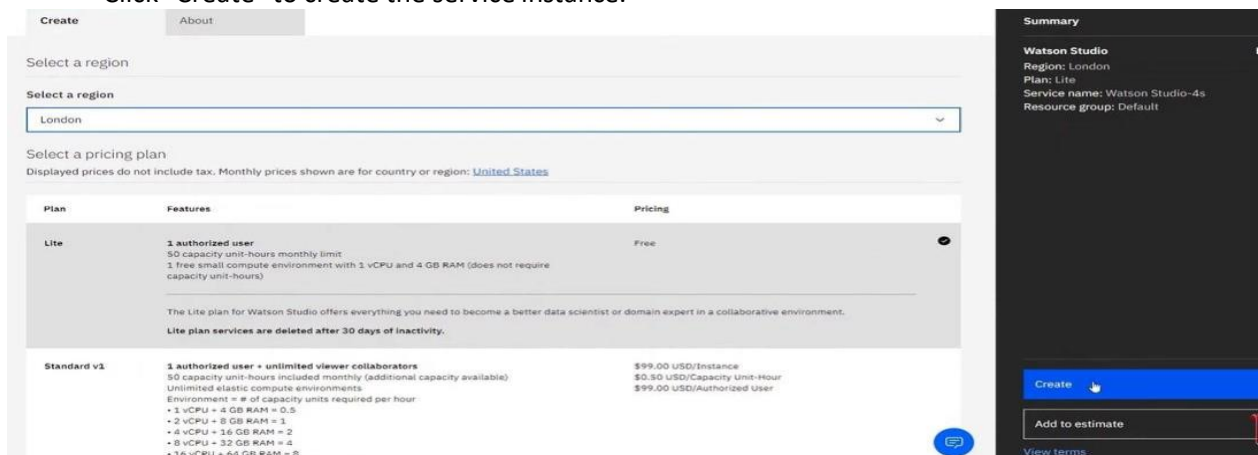 Click "Create" to create the service instance.
Create
About
Select a region
Select a region
London
Select a pricing plan
Displayed prices do not include tax. Monthly prices shown are for country or region: United States
Plan Features Pricing
Lite
1 authorized user
50 capacity unit-hours monthly limit
1 free small compute environment with 1 vCPU and 4 GB RAM (does not require
capacity unit-hours)
Free
The Lite plan for Watson Studio offers everything you need to become a better data scientist or domain expert in a collaborative environment.
Lite plan services are deleted after 30 days of inactivity.
Standard v1
1 authorized user + unlimited viewer collaborators
50 capacity unit-hours included monthly (additional capacity available)
Unlimited elastic compute environments
Environment = # of capacity units required per hour
• 1 vCPU + 4 GB RAM = 0.5
• 2 vCPU + 8 GB RAM = 1
• 4 vCPU + 16 GB RAM = 2
• 8 vCPU + 32 GB RAM = 4
• 16 vCPU + 64 GB RAM = 8
$99.00 USD/Instance
$0.50 USD/Capacity Unit-Hour
$99.00 USD/Authorized User
Summary
Watson Studio
Region: London
Plan: Lite
Service name: Watson Studio-4s
Resource group: Default
Create
Add to estimate
View terms